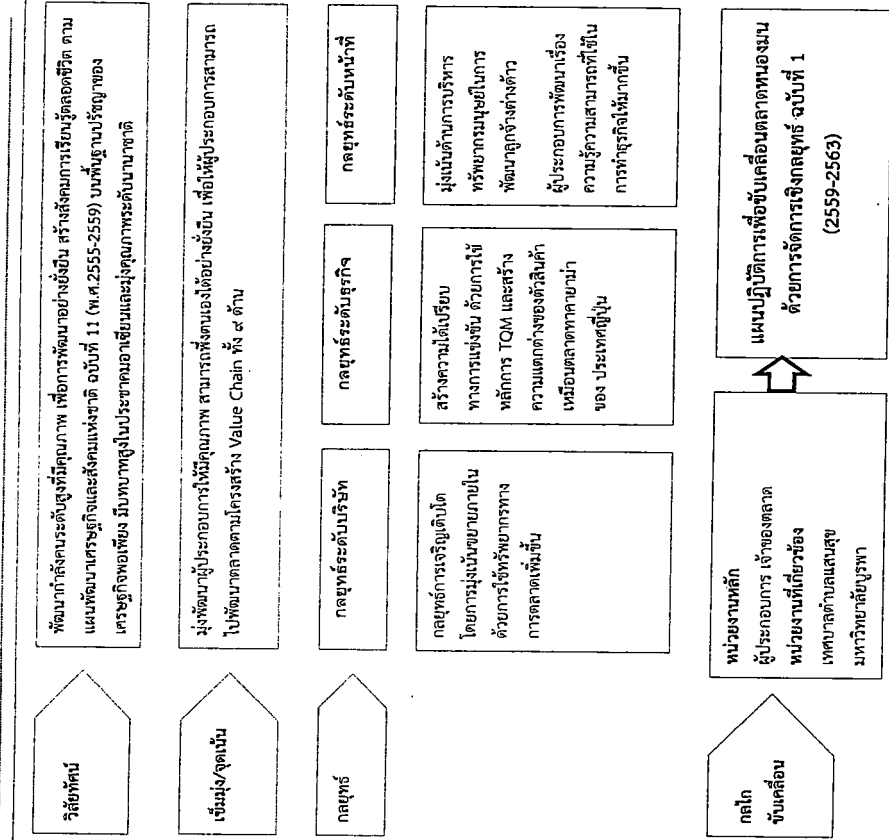 วิสัยทัศน์
พัฒนากำลังคนระดับสูงที่มีคุณภาพ เพื่อการพัฒนาอย่างยั่งยืน สร้างสังคมการเรียนรู้ตลอดชีวิต ตาม
แผนพัฒนาเศรษฐกิจและสังคมแห่งชาติ ฉบับที่ 11 (พ.ศ.2555-2559) บนพื้นฐานปรัชญาของ
เศรษฐกิจพอเพียง มีบทบาทสูงในประชาคมอาเซียนและมุ่งคุณภาพระดับนานาชาติ
เข็มมุ่ง/จุดเน้น
มุ่งพัฒนาผู้ประกอบการให้มีคุณภาพ สามารถพึ่งตนเองได้อย่างยั่งยืน เพื่อให้ผู้ประกอบการสามารถ
ไปพัฒนาตลาดตามโครงสร้าง Value Chain ทั้ง ๙ ด้าน
กลยุทธ์
กลยุทธ์ระดับบริษัท
กลยุทธ์ระดับธุรกิจ
กลยุทธ์ระดับหน้าที่
กลยุทธ์การเจริญเติบโต
โดยการมุ่งเน้นขยายภายใน
ด้วยการใช้ทรัพยากรทาง
การตลาดเพิ่มขึ้น
สร้างความได้เปรียบ
ทางการแข่งขัน ด้วยการใช้
หลักการ TQM และสร้าง
ความแตกต่างของตัวสินค้า
เหมือนตลาดทาคายาม่า
ของ ประเทศญี่ปุ่น
มุ่งเน้นด้านการบริหาร
ทรัพยากรมนุษย์ในการ
พัฒนาลูกจ้างต่างด้าว
ผู้ประกอบการพัฒนาเรื่อง
ความรู้ความสามารถที่ใช้ใน
การทำธุรกิจให้มากขึ้น
กลไก
ขับเคลื่อน
หน่วยงานหลัก
ผู้ประกอบการ เจ้าของตลาด
หน่วยงานที่เกี่ยวข้อง
เทศบาลตำบลแสนสุข
มหาวิทยาลัยบูรพา
แผนปฏิบัติการเพื่อขับเคลื่อนตลาดหนองมน
ด้วยการจัดการเชิงกลยุทธ์ ฉบับที่ 1
(2559-2563)